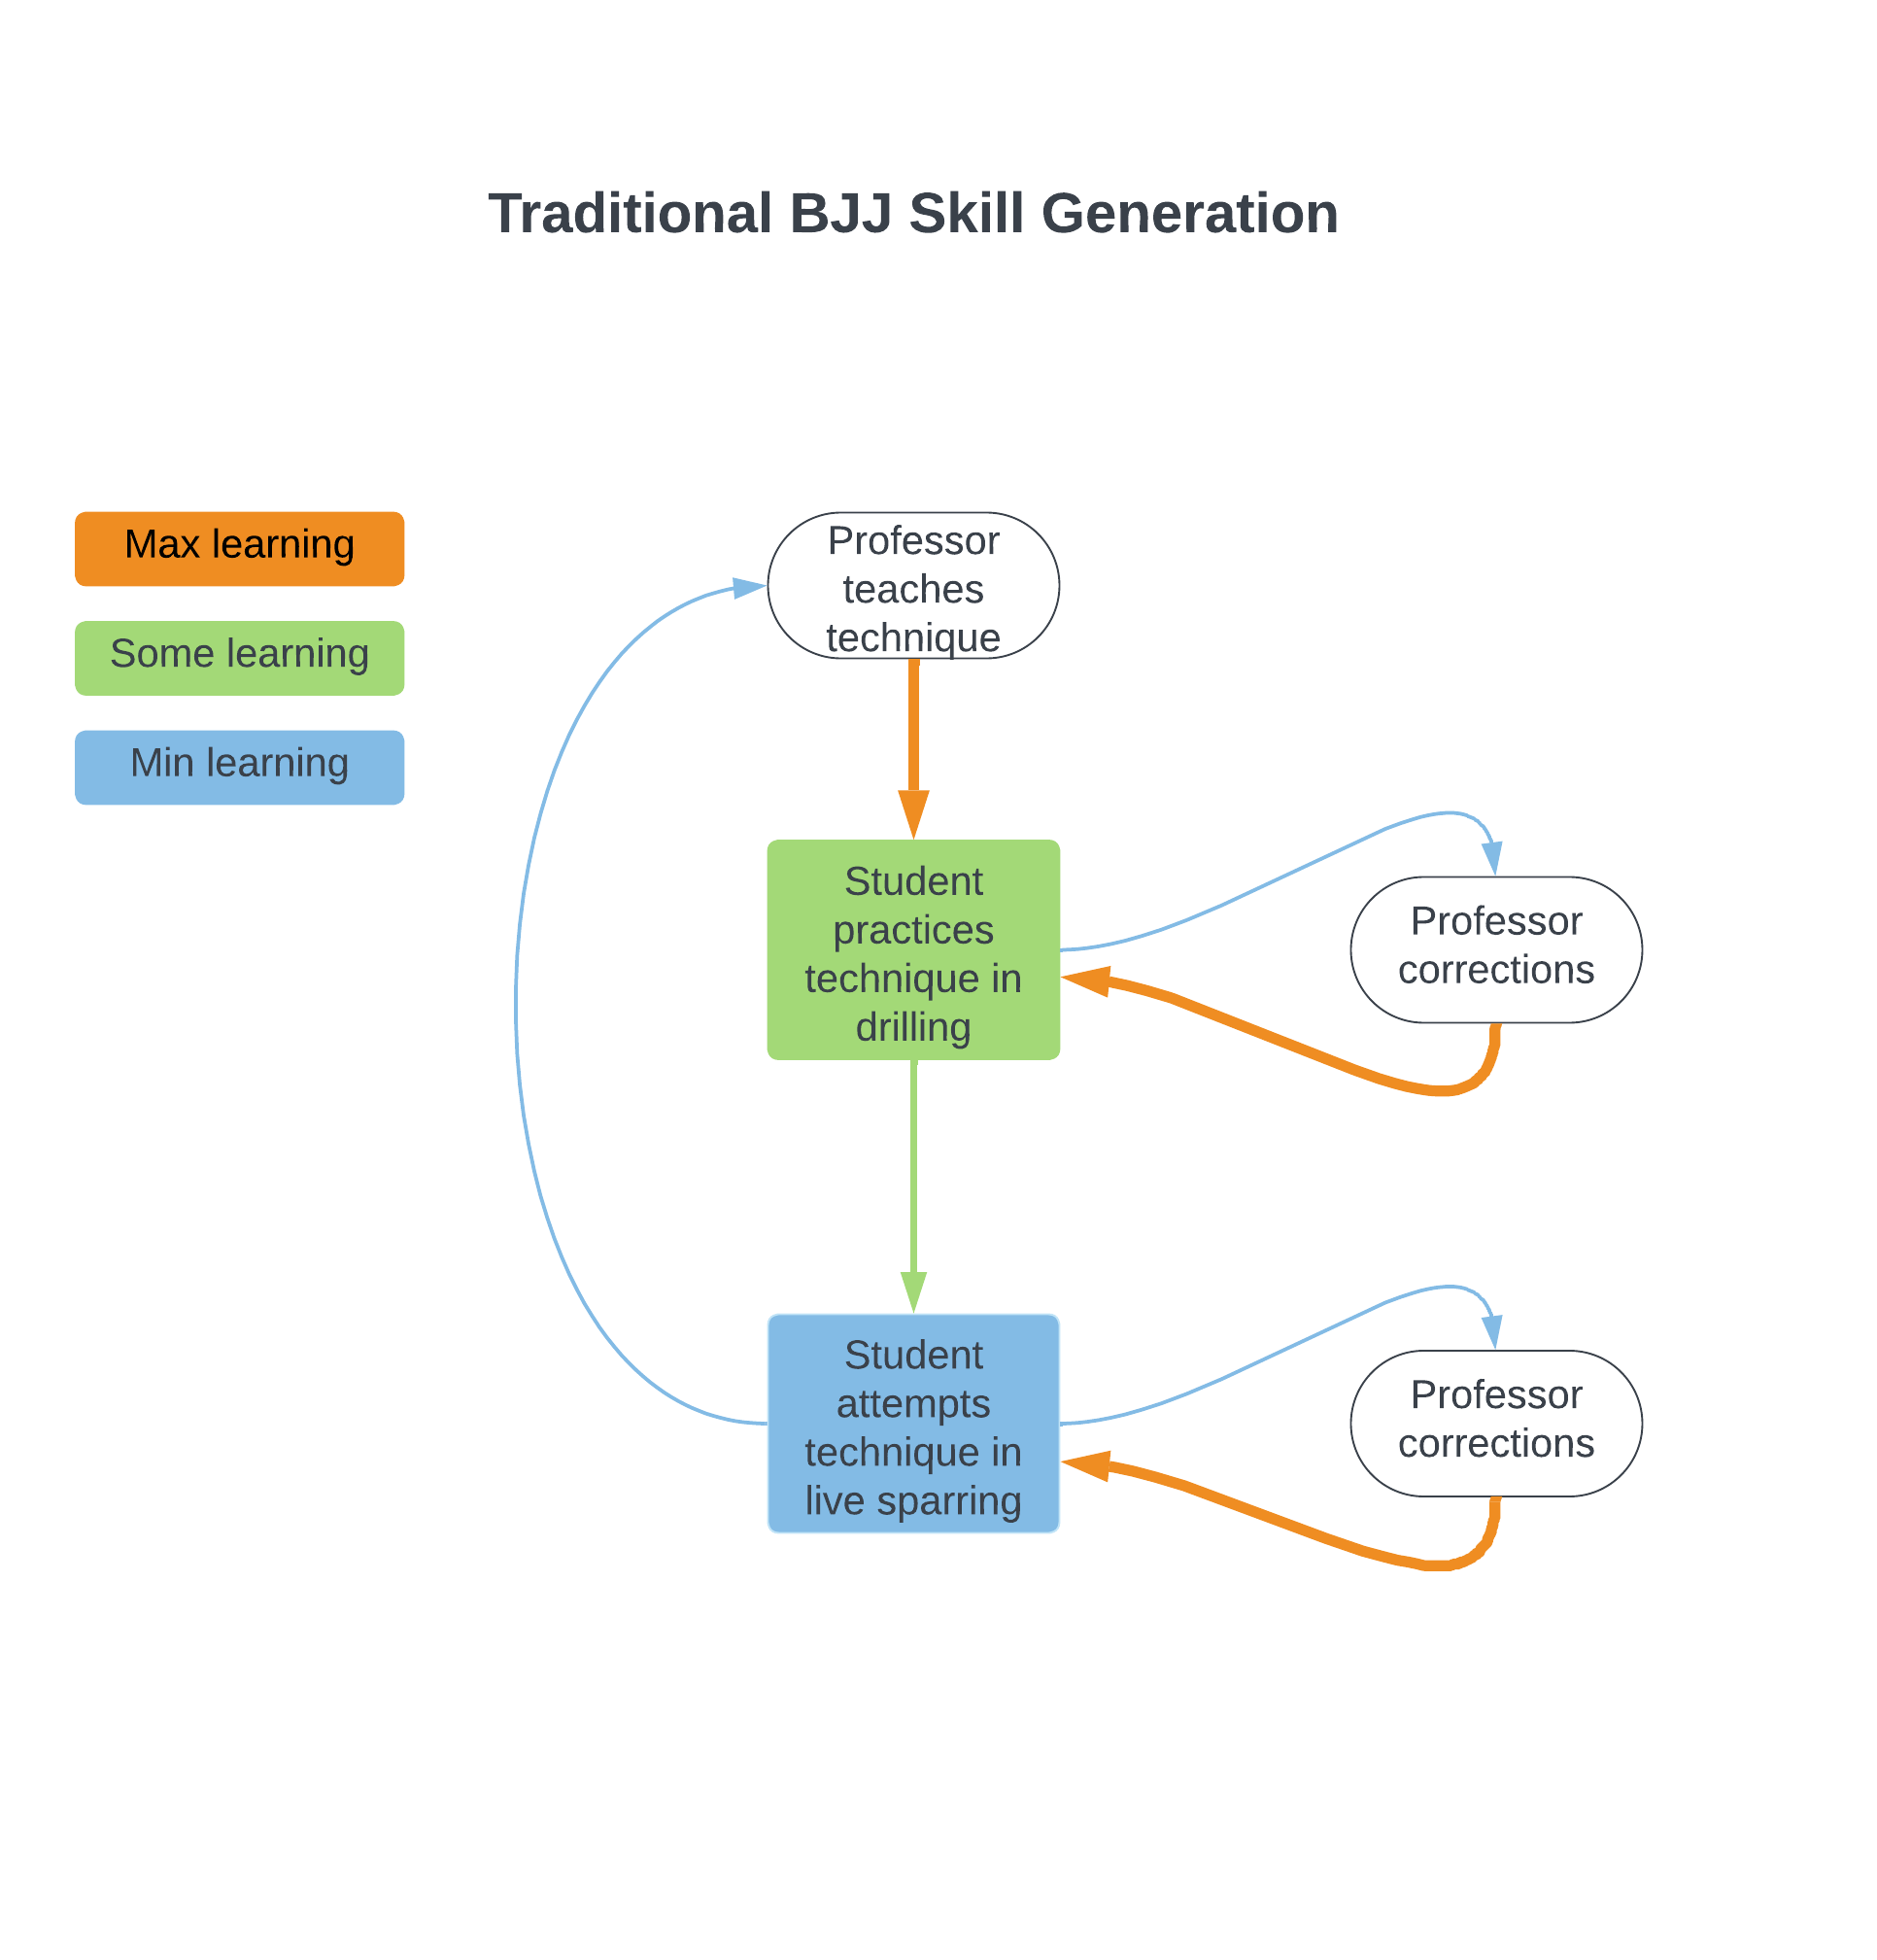 Traditional BJJ Skill Generation
Max learning
Some learning
Min learning
Professor
teaches
technique
Student
practices
technique in
drilling
Professor
corrections
Student
attempts
technique in
live sparring
Professor
corrections